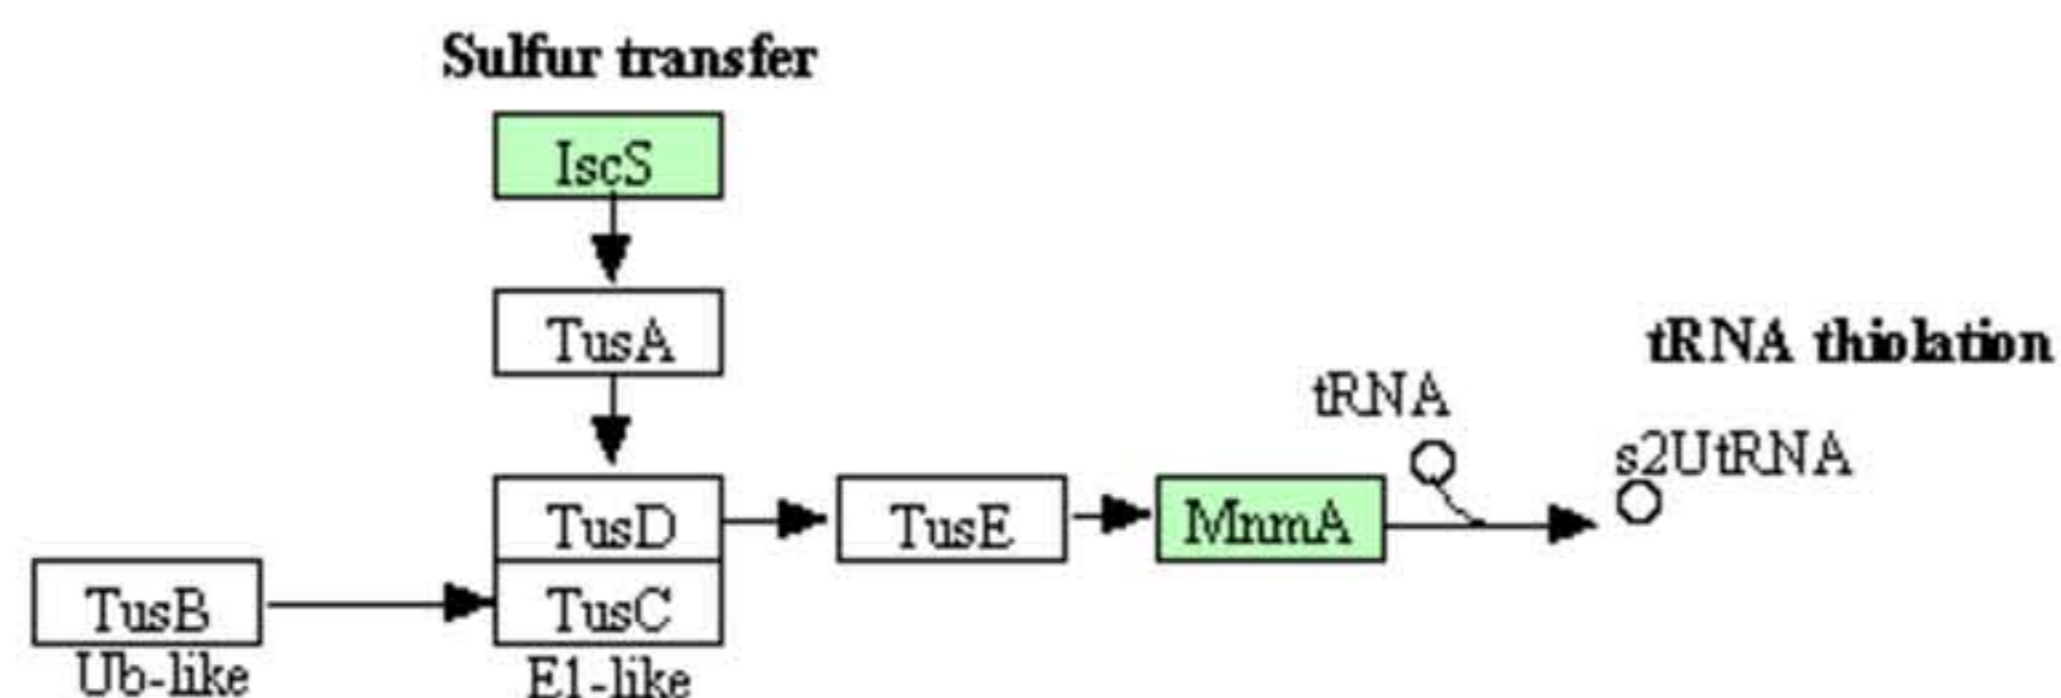 Sulfur transfer
IscS
TusA
tRNA thiolation
tRNA
s2UtRNA
TusD
TusE
MnmA
TusB
TusC
Ub-like
E1-like